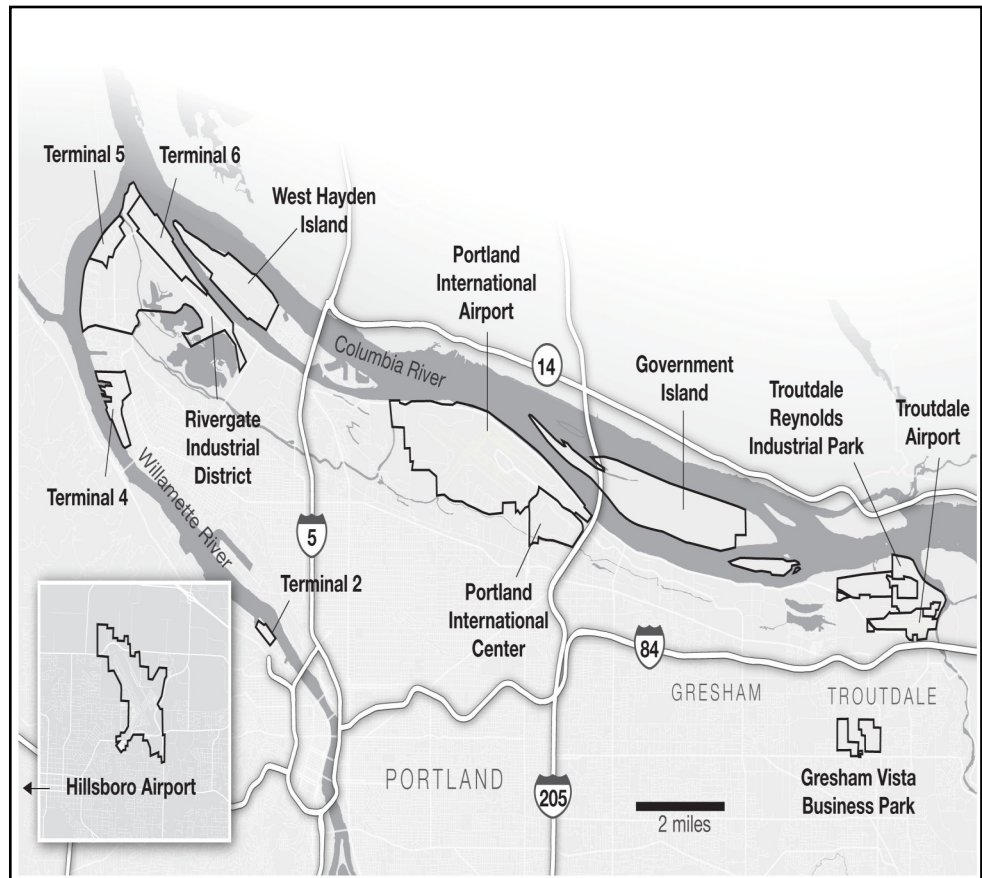 Terminal 5
Terminal 6
West Hayden
Island
Portland
International
Airport
Columbia River
14
Government
Island
Troutdale
Reynolds
Industrial Park
Troutdale
Airport
Rivergate
Industrial
District
Terminal 4
Willamette River
5
Terminal 2
Portland
International
Center
84
GRESHAM
TROUTDALE
Hillsboro Airport
PORTLAND
205
2 miles
Gresham Vista
Business Park